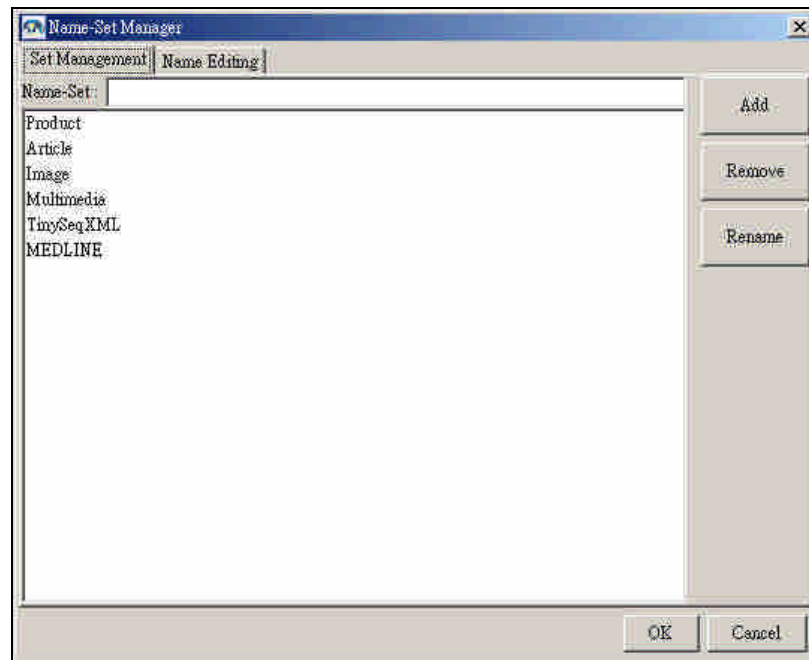 Name-Set Manager
Set Management Name Editing
Name-Set:
Add
Product
Article
Image
Remove
Multimedia
TinySeqXML
Rename
MEDLINE
OK Cancel